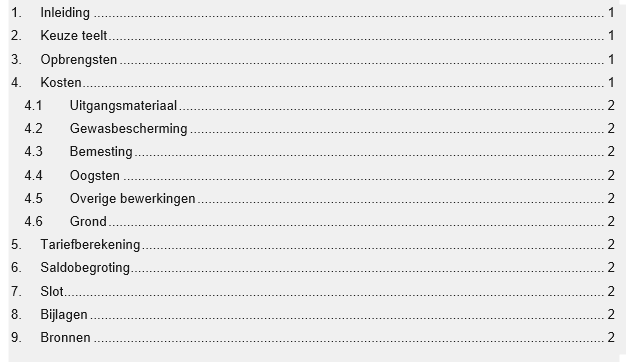 1. Inleiding ........................................................ 1
2. Keuze teelt ........................................................ 1
3. Opbrengsten ........................................................ 1
4. Kosten ........................................................ 1
4.1 Uitgangsmateriaal ........................................................ 2
4.2 Gewasbescherming ........................................................ 2
4.3 Bemesting ........................................................ 2
4.4 Oogsten ........................................................ 2
4.5 Overige bewerkingen ........................................................ 2
4.6 Grond ........................................................ 2
5. Tariefberekening ........................................................ 2
6. Saldobegroting ........................................................ 2
7. Slot ........................................................ 2
8. Bijlagen ........................................................ 2
9. Bronnen ........................................................ 2